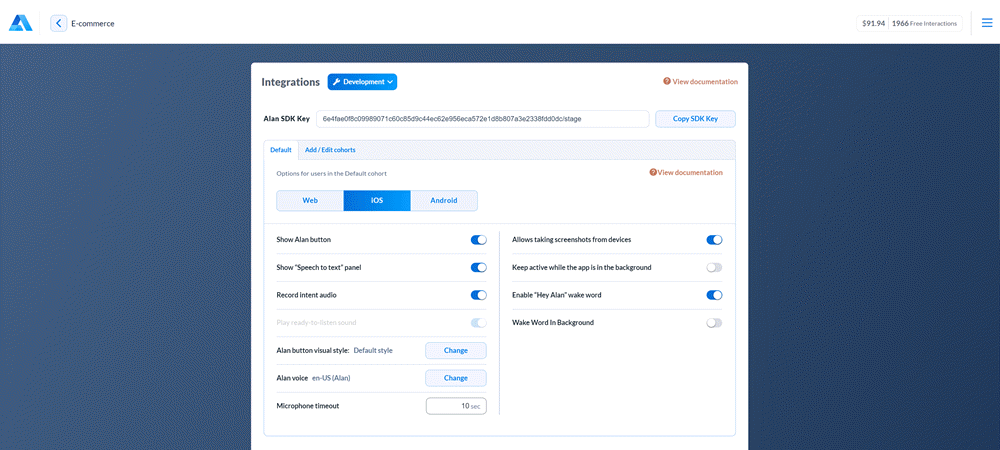 E-commerce
$91.94 1966 Free Interactions
Integrations Development View documentation
Alan SDK Key 6e4fae0f8c09989071c60c85d9c44ec62e956eca572e1d8b807a3e2338fdd0dc/stage Copy SDK Key
Default Add / Edit cohorts
Options for users in the Default cohort View documentation
Web iOS Android
Show Alan button
Show "Speech to text" panel
Record intent audio
Play ready-to-listen sound
Alan button visual style: Default style Change
Alan voice en-US (Alan) Change
Microphone timeout 10 sec
Allows taking screenshots from devices
Keep active while the app is in the background
Enable "Hey Alan" wake word
Wake Word In Background